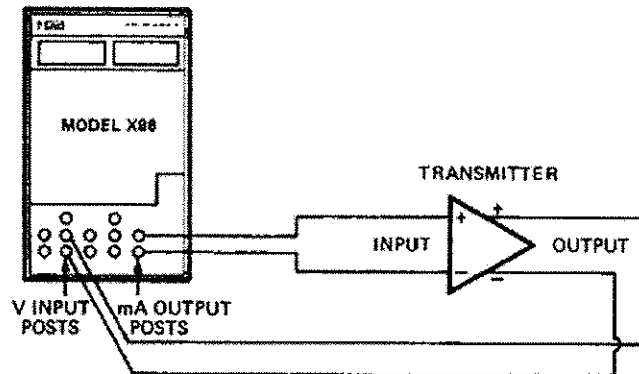 MODEL X88
TRANSMITTER
+
+
INPUT
OUTPUT
−
−
V INPUT
POSTS
mA OUTPUT
POSTS